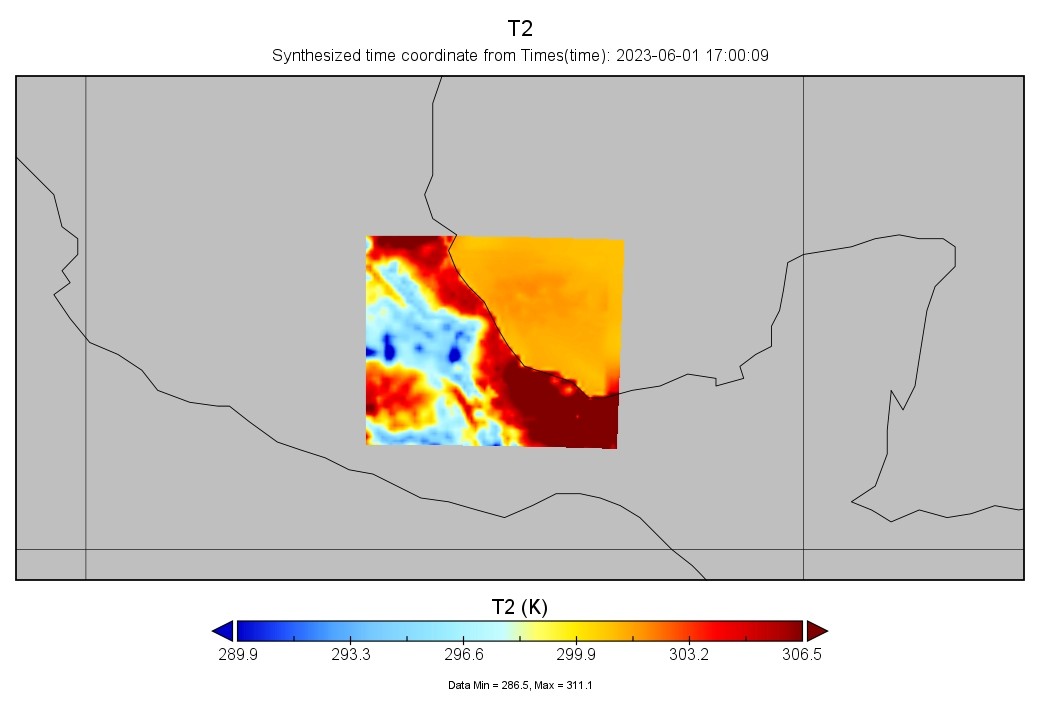 T2
Synthesized time coordinate from Times(time): 2023-06-01 17:00:09
T2 (K)
289.9 293.3 296.6 299.9 303.2 306.5
Data Min = 286.5, Max = 311.1